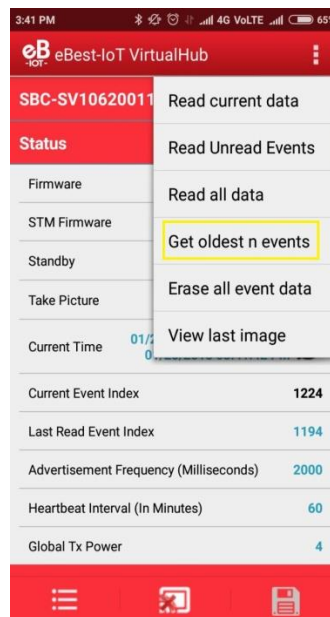 3:41 PM 4G VoLTE 65
eB
-IOT-
eBest-IoT VirtualHub
SBC-SV10620011
Status
Read current data
Read Unread Events
Read all data
Get oldest n events
Erase all event data
View last image
Firmware
STM Firmware
Standby
Take Picture
Current Time 01/2
Current Event Index 1224
Last Read Event Index 1194
Advertisement Frequency (Milliseconds) 2000
Heartbeat Interval (In Minutes) 60
Global Tx Power 4